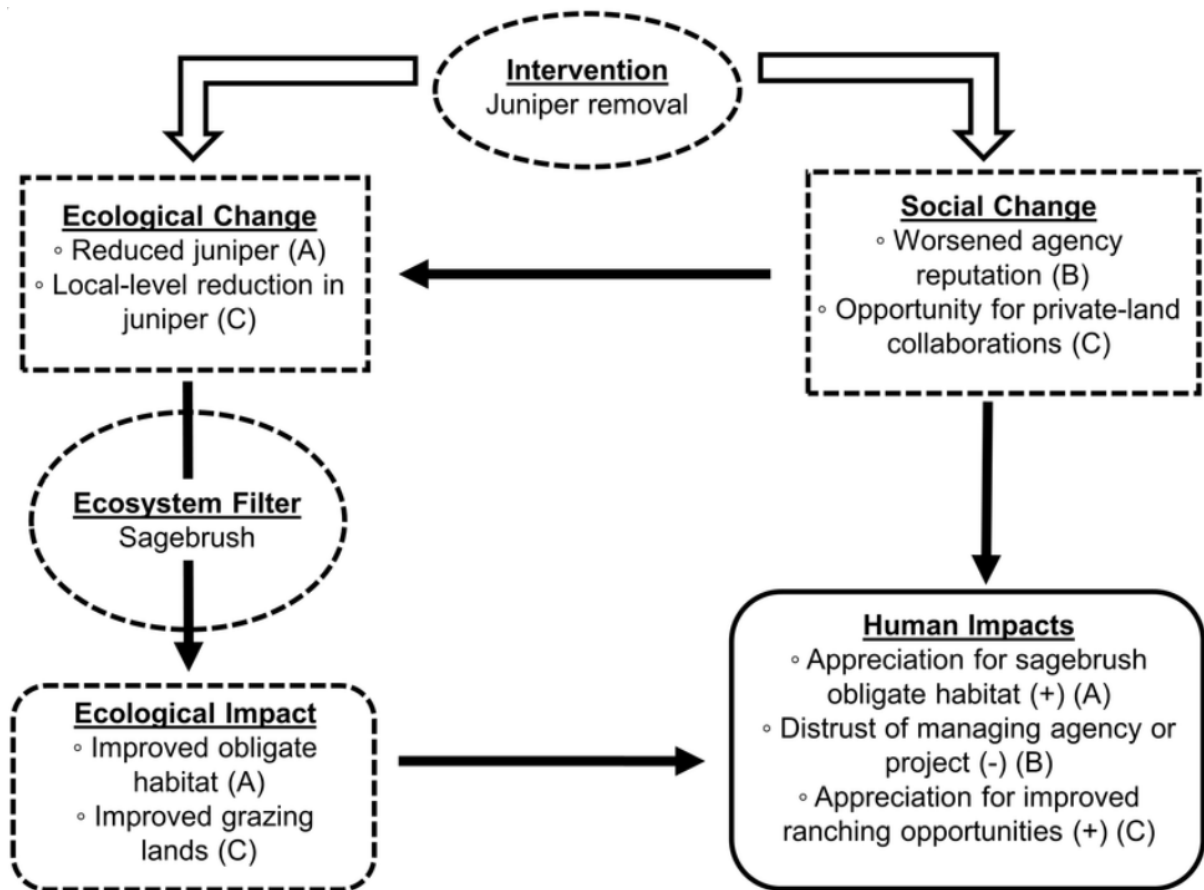 Intervention
Juniper removal
Ecological Change
◦ Reduced juniper (A)
◦ Local-level reduction in
juniper (C)
Social Change
◦ Worsened agency
reputation (B)
◦ Opportunity for private-land
collaborations (C)
Ecosystem Filter
Sagebrush
Ecological Impact
◦ Improved obligate
habitat (A)
◦ Improved grazing
lands (C)
Human Impacts
◦ Appreciation for sagebrush
obligate habitat (+) (A)
◦ Distrust of managing agency or
project (-) (B)
◦ Appreciation for improved
ranching opportunities (+) (C)